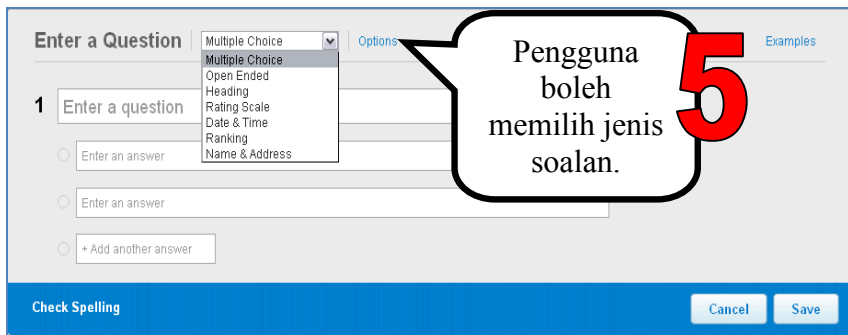 Enter a Question
Multiple Choice
Options
Examples
Multiple Choice
Open Ended
Heading
Rating Scale
Date & Time
Ranking
Name & Address
Pengguna
boleh
memilih jenis
soalan.
5
1
Enter a question
Enter an answer
Enter an answer
+ Add another answer
Check Spelling
Cancel
Save